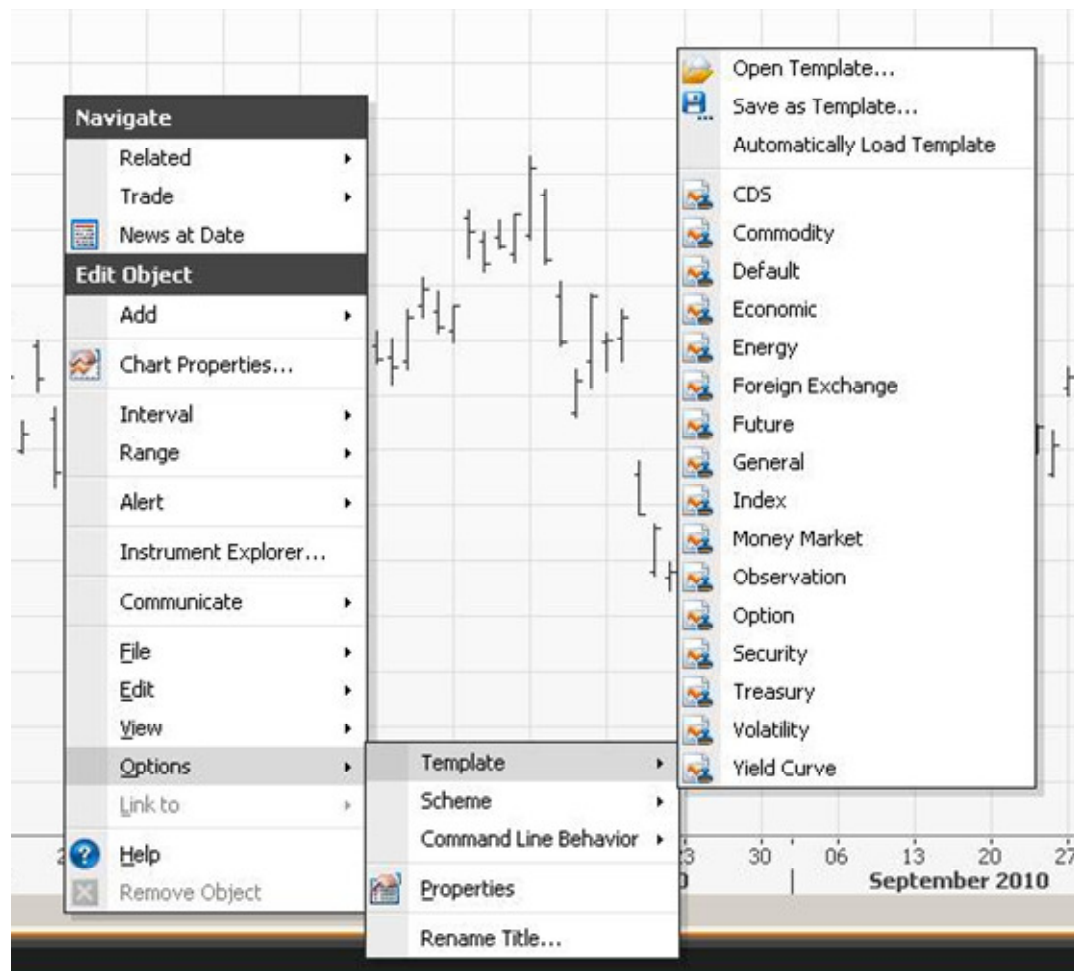 Navigate
Related
Trade
News at Date
Edit Object
Add
Chart Properties...
Interval
Range
Alert
Instrument Explorer...
Communicate
File
Edit
View
Options
Link to
Help
Remove Object
Template
Scheme
Command Line Behavior
Properties
Rename Title...
Open Template...
Save as Template...
Automatically Load Template
CDS
Commodity
Default
Economic
Energy
Foreign Exchange
Future
General
Index
Money Market
Observation
Option
Security
Treasury
Volatility
Yield Curve
30 06 13 20 27
September 2010